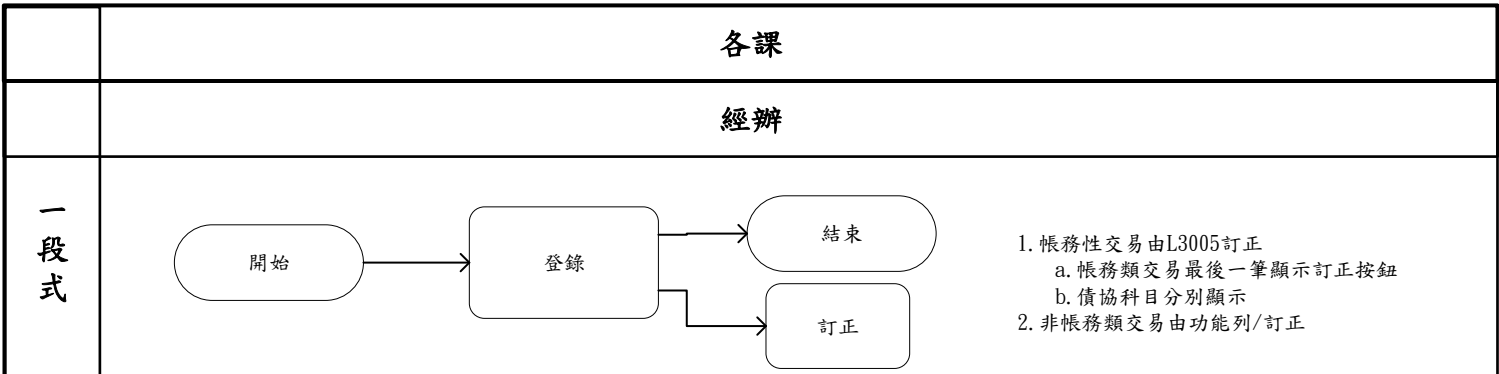 各課
經辦
一段式
開始
登錄
結束
訂正
1.帳務性交易由L3005訂正
a.帳務類交易最後一筆顯示訂正按鈕
b.債協科目分別顯示
2.非帳務類交易由功能列/訂正